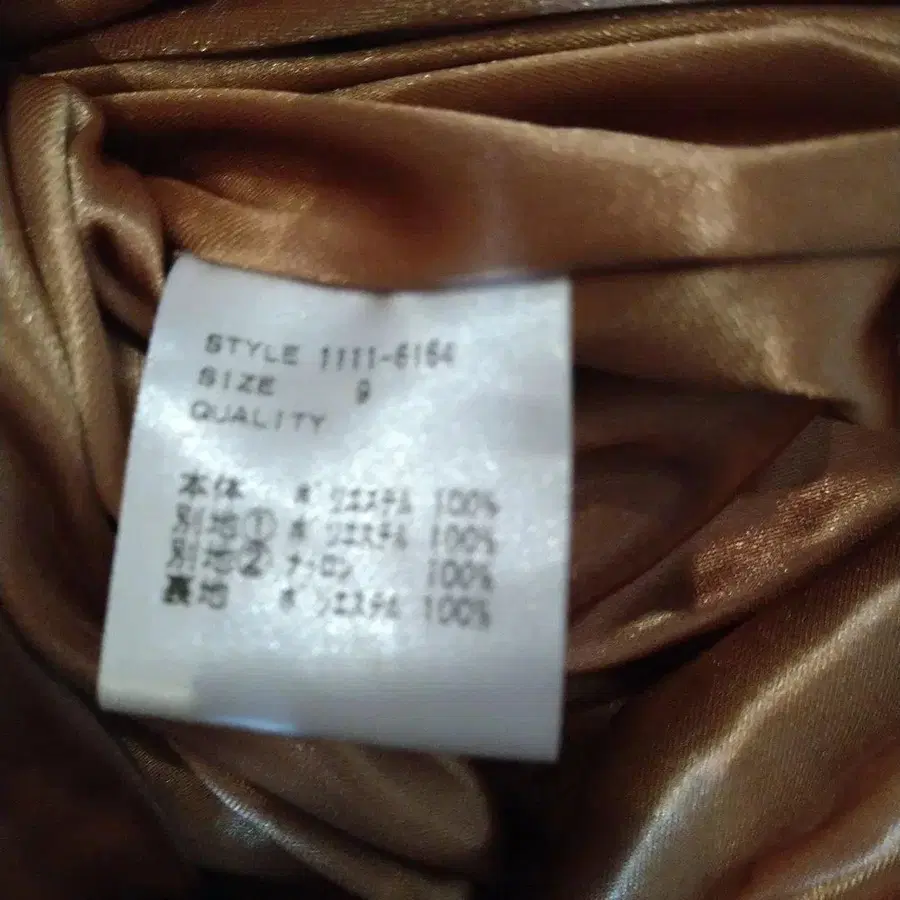 STYLE 1111-6164
SIZE 9
QUALITY
本体 ポリエステル 100%
別地① ポリエステル 100%
別地② ナイロン 100%
裏地 ポリエステル 100%